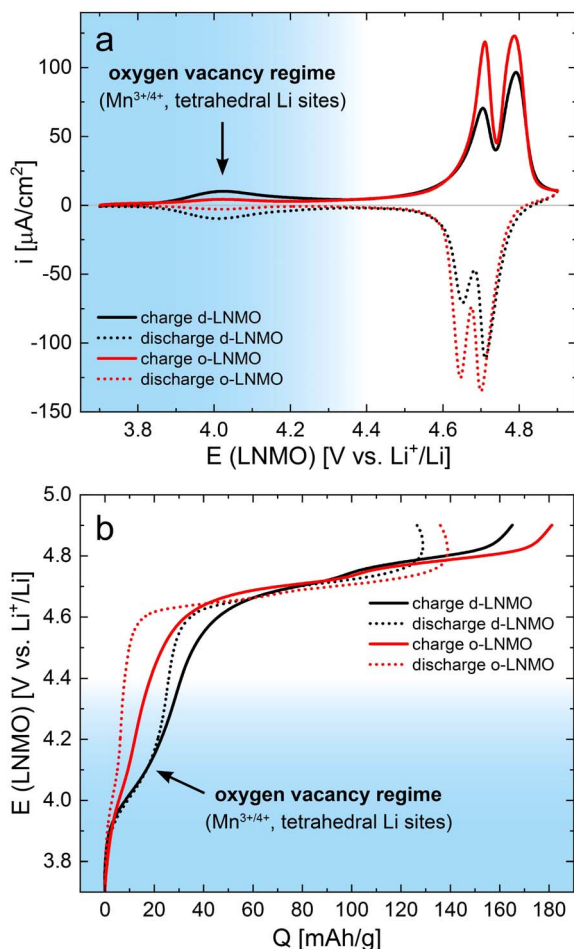 a
oxygen vacancy regime
(Mn³⁺/⁴⁺, tetrahedral Li sites)
100
50
0
-50
-100
-150
i [µA/cm²]
charge d-LNMO
discharge d-LNMO
charge o-LNMO
discharge o-LNMO
3.8 4.0 4.2 4.4 4.6 4.8
E (LNMO) [V vs. Li⁺/Li]
b
5.0
4.8
4.6
4.4
4.2
4.0
3.8
E (LNMO) [V vs. Li⁺/Li]
charge d-LNMO
discharge d-LNMO
charge o-LNMO
discharge o-LNMO
oxygen vacancy regime
(Mn³⁺/⁴⁺, tetrahedral Li sites)
0 20 40 60 80 100 120 140 160 180
Q [mAh/g]